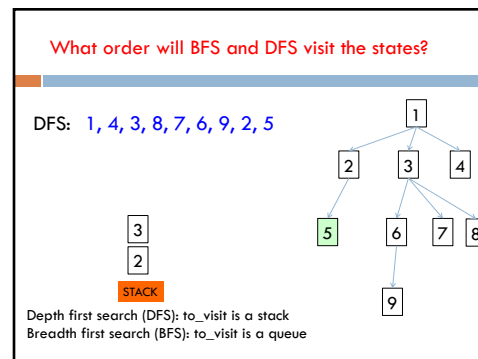 What order will BFS and DFS visit the states?
DFS: 1, 4, 3, 8, 7, 6, 9, 2, 5
1
2 3 4
5 6 7 8
9
3
2
STACK
Depth first search (DFS): to_visit is a stack
Breadth first search (BFS): to_visit is a queue